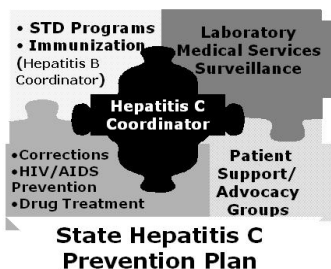 • STD Programs
• Immunization
(Hepatitis B
Coordinator)
Laboratory
Medical Services
Surveillance
Hepatitis C
Coordinator
•Corrections
•HIV/AIDS
Prevention
•Drug Treatment
Patient
Support/
Advocacy
Groups
State Hepatitis C
Prevention Plan